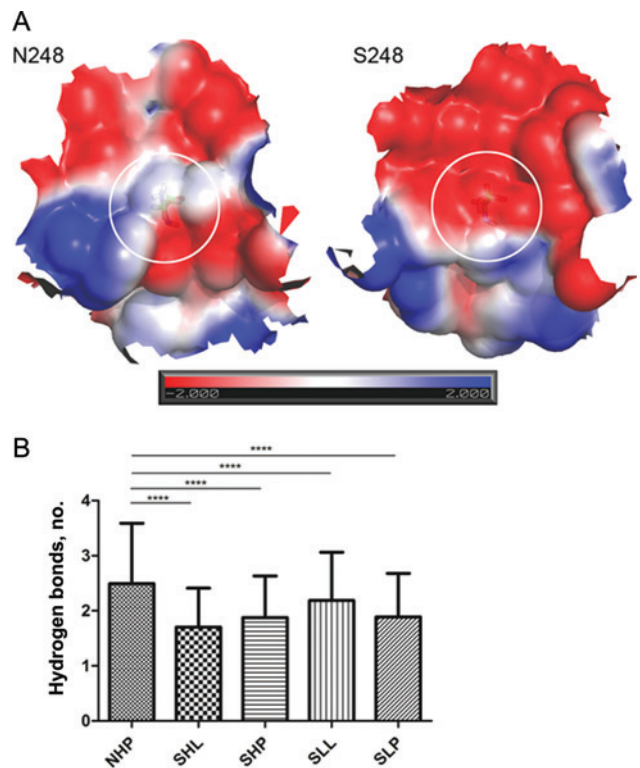 A
N248
S248
-2.000 2.000
B
****
****
****
****
Hydrogen bonds, no.
4
3
2
1
0
NHP SHL SHP SLL SLP